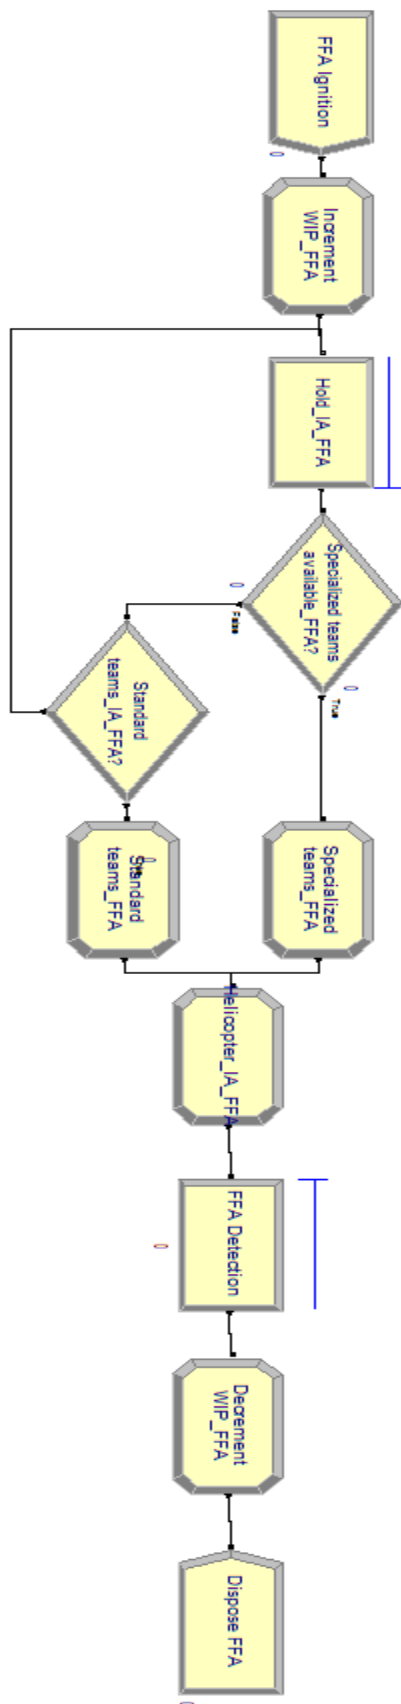 FFA Ignition
0
Increment
WIP_FFA
Hold_IA_FFA
Specialized teams
available_FFA?
0
True
0
False
Standard
teams_IA_FFA?
Specialized
teams_FFA
0
Standard
teams_FFA
Helicopter_IA_FFA
FFA Detection
0
Decrement
WIP_FFA
Dispose FFA